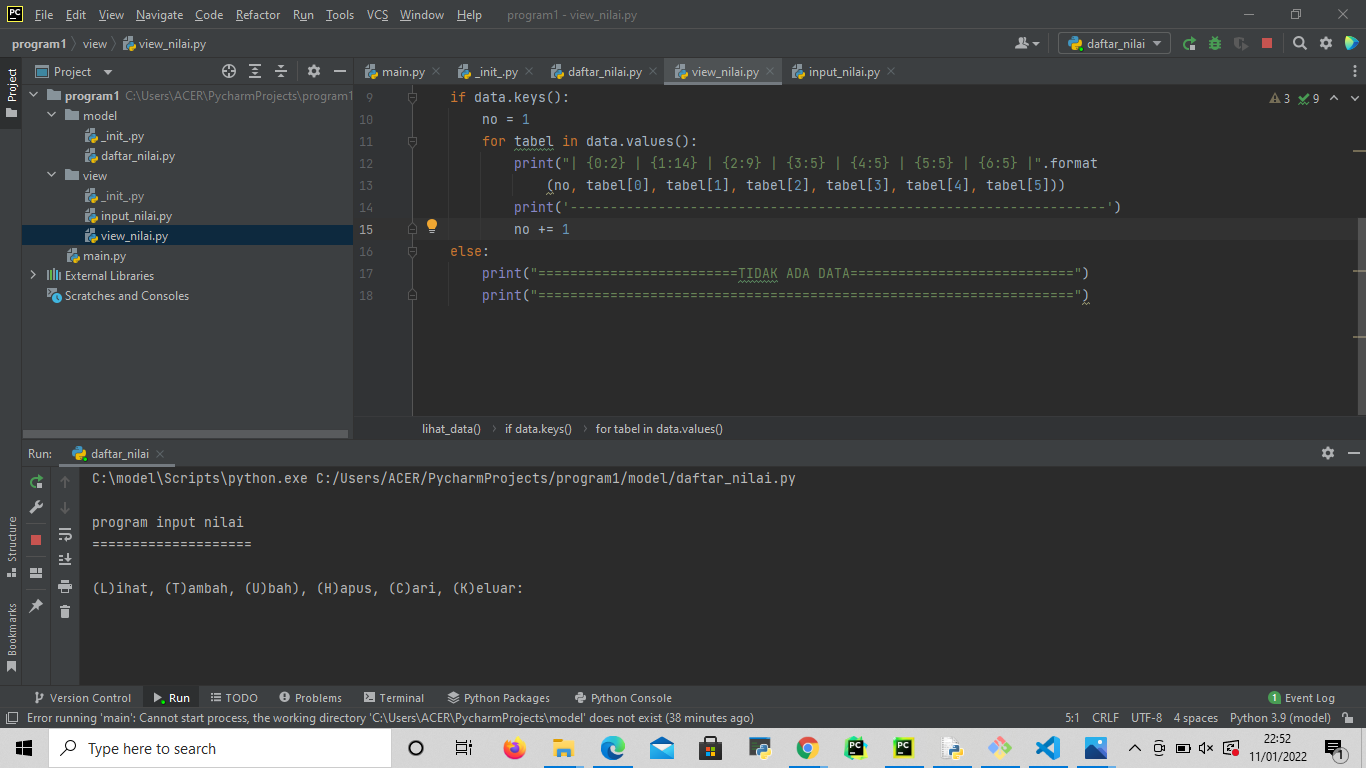 PC File Edit View Navigate Code Refactor Run Tools VCS Window Help program1 - view_nilai.py
program1 view view_nilai.py daftar_nilai
Project
Project
main.py _init_.py daftar_nilai.py view_nilai.py input_nilai.py
program1 C:\Users\ACER\PycharmProjects\program1
model
_init_.py
daftar_nilai.py
view
_init_.py
input_nilai.py
view_nilai.py
main.py
External Libraries
Scratches and Consoles
3 9
9 if data.keys():
10 no = 1
11 for tabel in data.values():
12 print("| {0:2} | {1:14} | {2:9} | {3:5} | {4:5} | {5:5} | {6:5} |".format
13 (no, tabel[0], tabel[1], tabel[2], tabel[3], tabel[4], tabel[5]))
14 print('-------------------------------------------------------------------')
15 no += 1
16 else:
17 print("=========================TIDAK ADA DATA============================")
18 print("===================================================================")
lihat_data() if data.keys() for tabel in data.values()
Run: daftar_nilai
C:\model\Scripts\python.exe C:/Users/ACER/PycharmProjects/program1/model/daftar_nilai.py
program input nilai
====================
(L)ihat, (T)ambah, (U)bah), (H)apus, (C)ari, (K)eluar:
Structure
Bookmarks
Version Control Run TODO Problems Terminal Python Packages Python Console 1 Event Log
Error running 'main': Cannot start process, the working directory 'C:\Users\ACER\PycharmProjects\model' does not exist (38 minutes ago) 5:1 CRLF UTF-8 4 spaces Python 3.9 (model)
Type here to search
22:52
11/01/2022
1